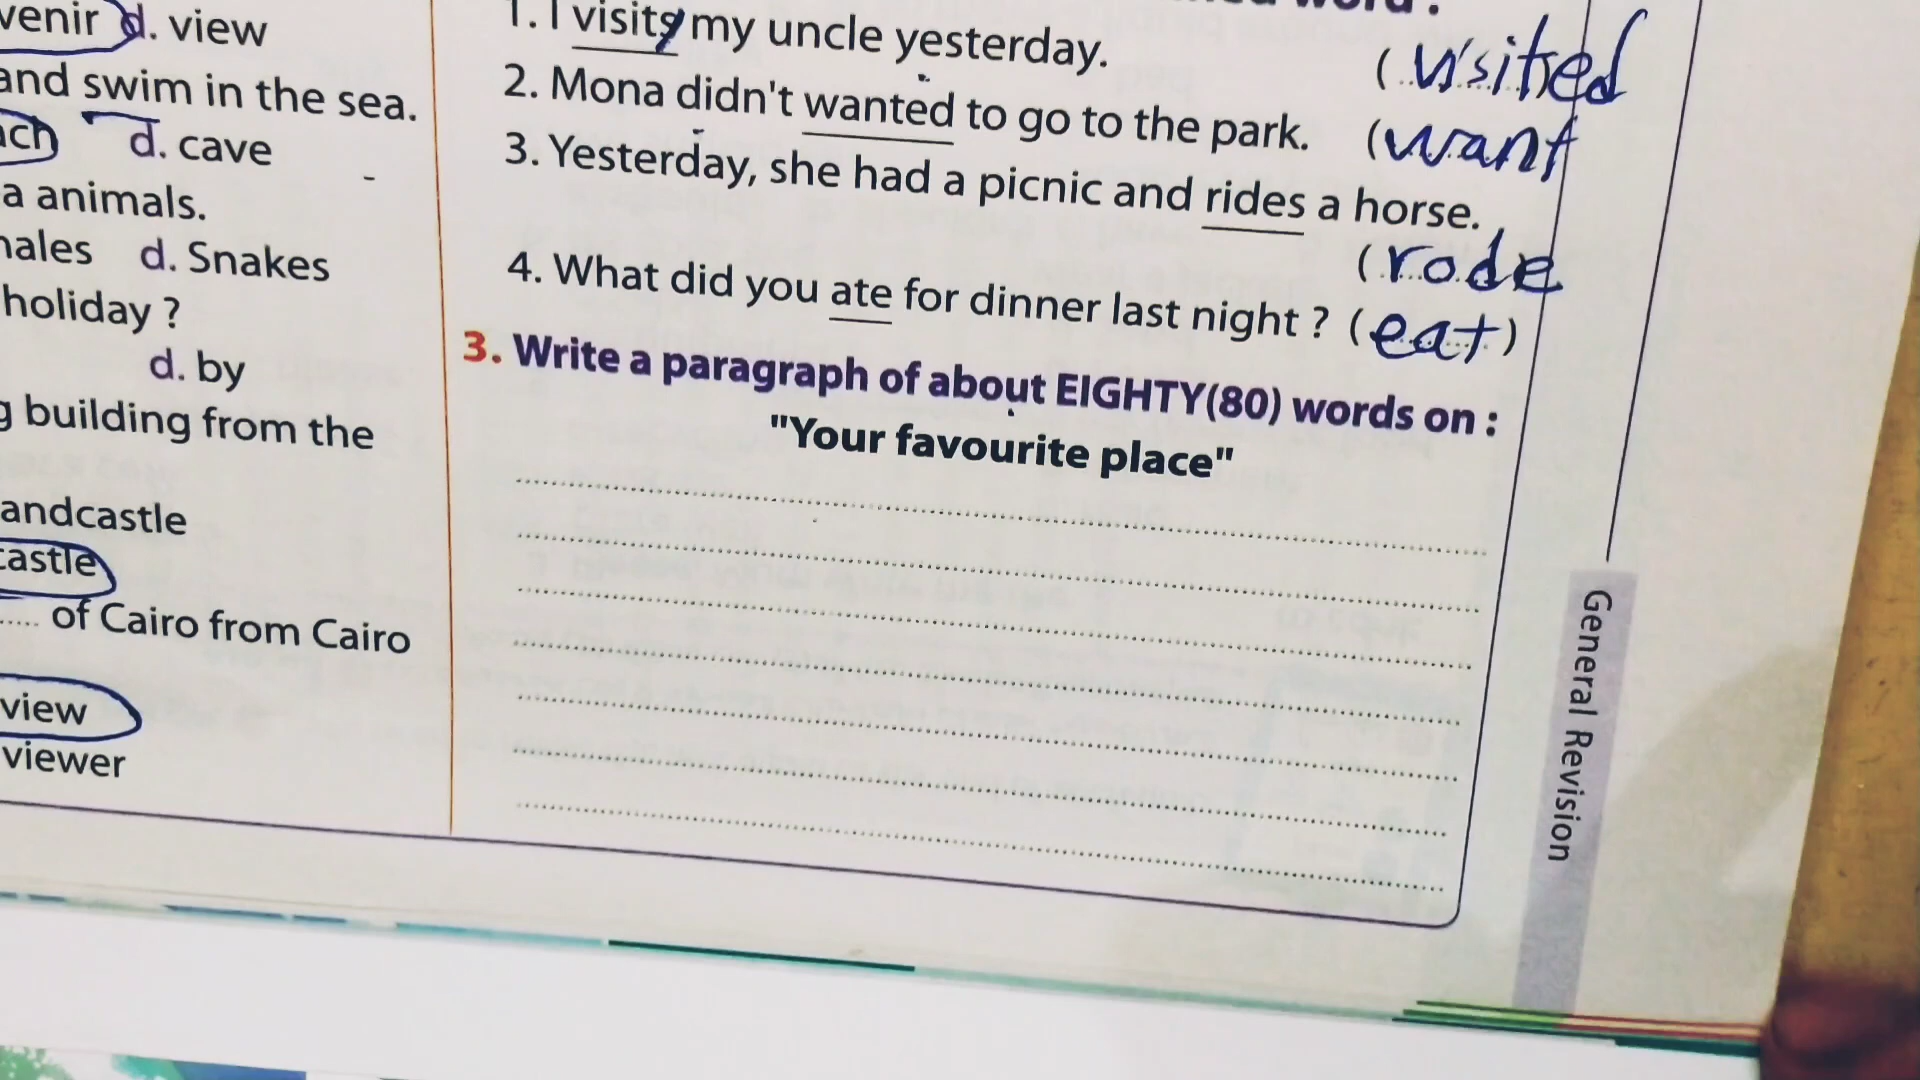 d. view
and swim in the sea.
d. cave
a animals.
d. Snakes
holiday ?
d. by
building from the
andcastle
castle
...... of Cairo from Cairo
view
viewer
1. I visits my uncle yesterday. (visited
2. Mona didn't wanted to go to the park. (want
3. Yesterday, she had a picnic and rides a horse.
(rode
4. What did you ate for dinner last night ? (eat)
3. Write a paragraph of about EIGHTY(80) words on :
"Your favourite place"
General Revision